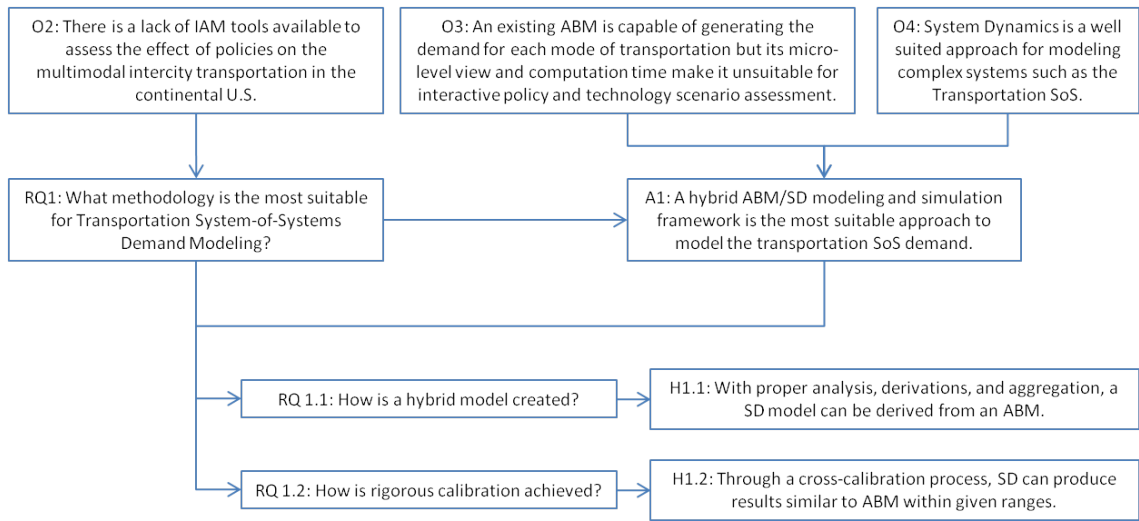 O2: There is a lack of IAM tools available to
assess the effect of policies on the
multimodal intercity transportation in the
continental U.S.
O3: An existing ABM is capable of generating the
demand for each mode of transportation but its micro-
level view and computation time make it unsuitable for
interactive policy and technology scenario assessment.
O4: System Dynamics is a well
suited approach for modeling
complex systems such as the
Transportation SoS.
RQ1: What methodology is the most suitable
for Transportation System-of-Systems
Demand Modeling?
A1: A hybrid ABM/SD modeling and simulation
framework is the most suitable approach to
model the transportation SoS demand.
RQ 1.1: How is a hybrid model created?
H1.1: With proper analysis, derivations, and aggregation, a
SD model can be derived from an ABM.
RQ 1.2: How is rigorous calibration achieved?
H1.2: Through a cross-calibration process, SD can produce
results similar to ABM within given ranges.